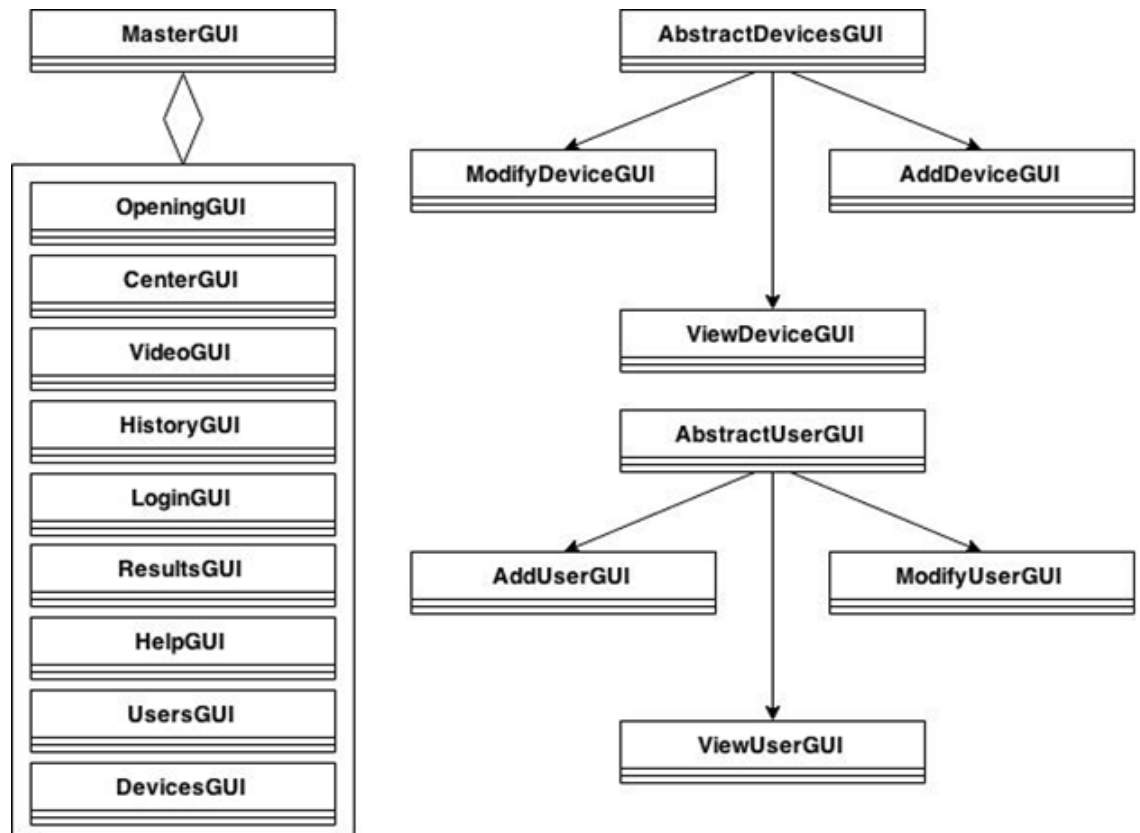 MasterGUI
OpeningGUI
CenterGUI
VideoGUI
HistoryGUI
LoginGUI
ResultsGUI
HelpGUI
UsersGUI
DevicesGUI
AbstractDevicesGUI
ModifyDeviceGUI
AddDeviceGUI
ViewDeviceGUI
AbstractUserGUI
AddUserGUI
ModifyUserGUI
ViewUserGUI